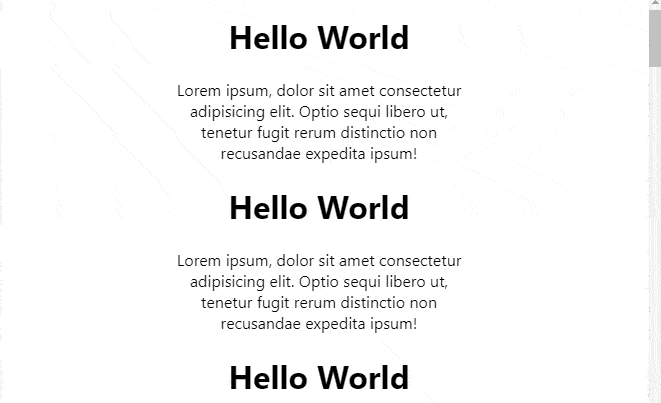 Hello World
Lorem ipsum, dolor sit amet consectetur
adipisicing elit. Optio sequi libero ut,
tenetur fugit rerum distinctio non
recusandae expedita ipsum!
Hello World
Lorem ipsum, dolor sit amet consectetur
adipisicing elit. Optio sequi libero ut,
tenetur fugit rerum distinctio non
recusandae expedita ipsum!
Hello World